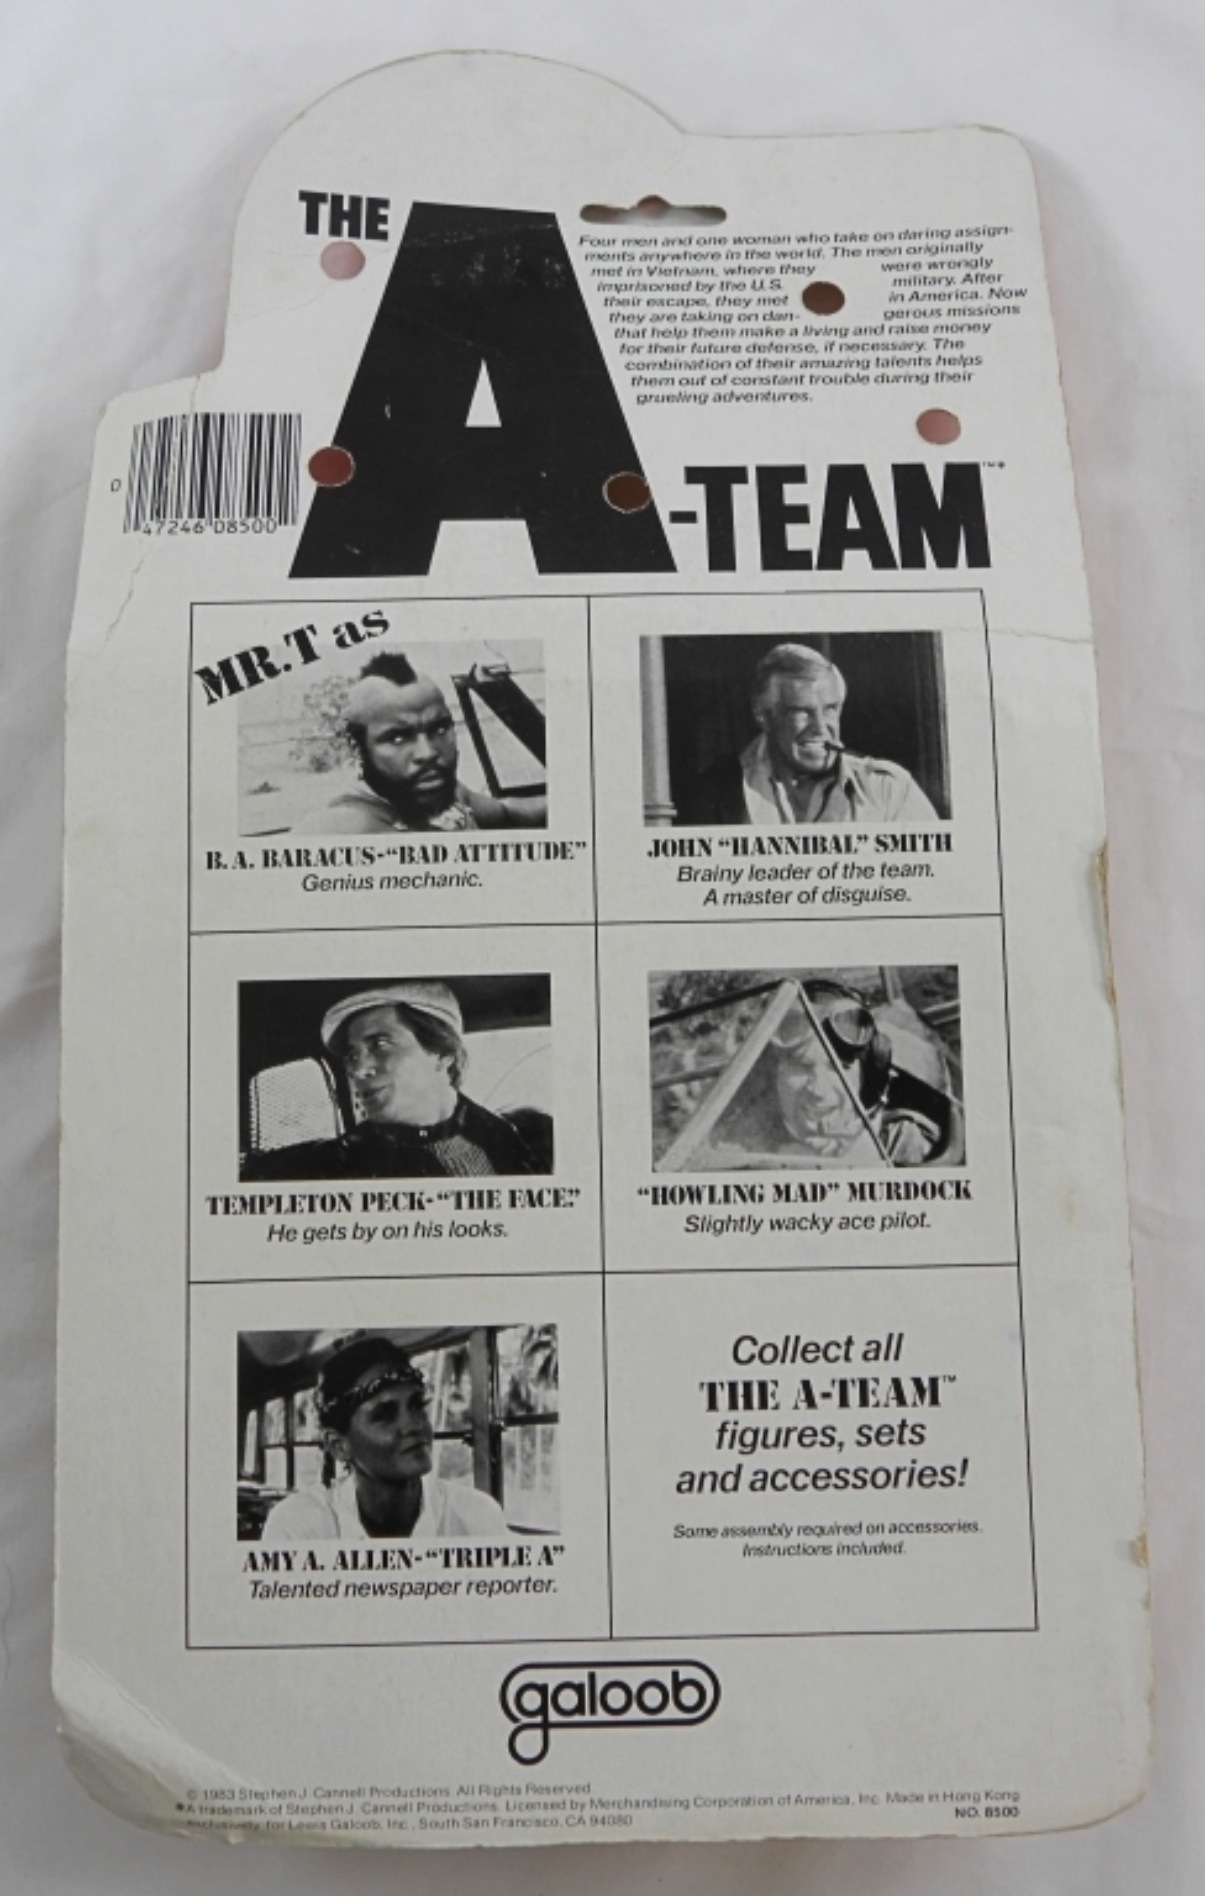 THE
A
-TEAM™*
Four men and one woman who take on daring assign-
ments anywhere in the world. The men originally
met in Vietnam, where they were wrongly
imprisoned by the U.S. military. After
their escape, they met in America. Now
they are taking on dan- gerous missions
that help them make a living and raise money
for their future defense, if necessary. The
combination of their amazing talents helps
them out of constant trouble during their
grueling adventures.
0
47246 08500
MR.T as
B. A. BARACUS-“BAD ATTITUDE”
Genius mechanic.
JOHN “HANNIBAL” SMITH
Brainy leader of the team.
A master of disguise.
TEMPLETON PECK-“THE FACE.”
He gets by on his looks.
“HOWLING MAD” MURDOCK
Slightly wacky ace pilot.
AMY A. ALLEN-“TRIPLE A”
Talented newspaper reporter.
Collect all
THE A-TEAM™
figures, sets
and accessories!
Some assembly required on accessories.
Instructions included.
galoob
© 1983 Stephen J. Cannell Productions. All Rights Reserved.
*A trademark of Stephen J. Cannell Productions. Licensed by Merchandising Corporation of America, Inc. Made in Hong Kong
exclusively for Lewis Galoob, Inc., South San Francisco, CA 94080
NO. 8500